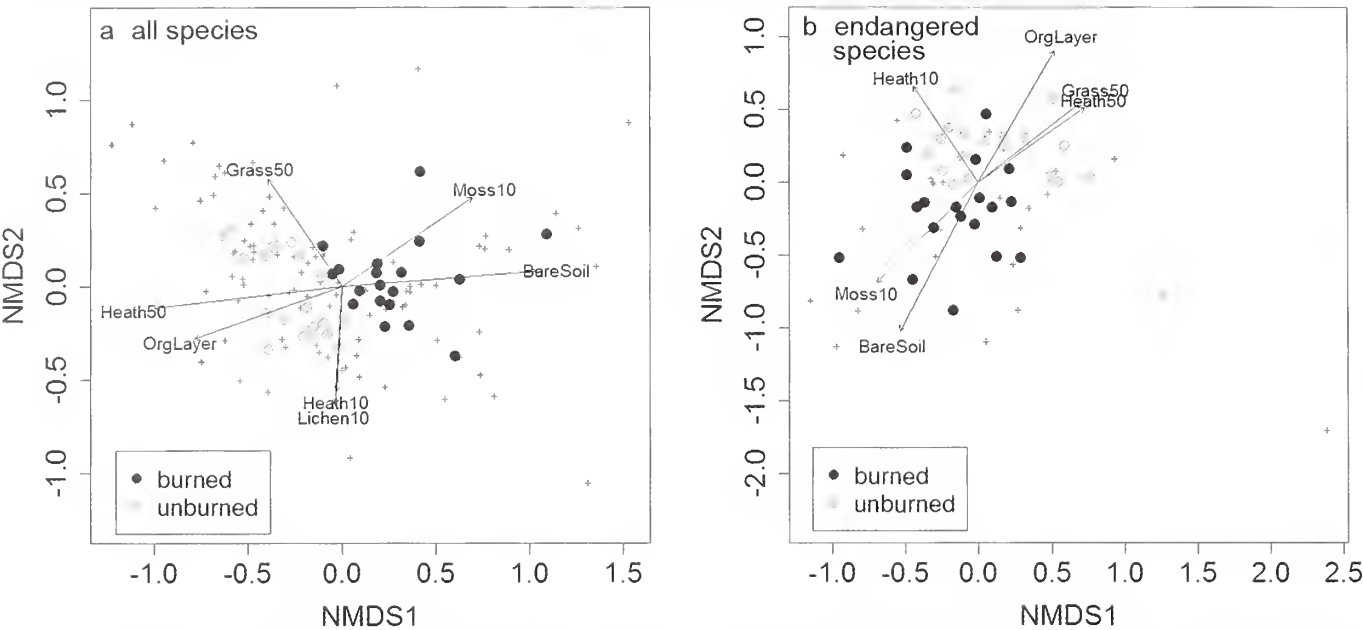 a all species
NMDS2
1.0
0.5
0.0
-0.5
-1.0
Grass50
Moss10
BareSoil
Heath50
OrgLayer
Heath10
Lichen10
burned
unburned
-1.0 -0.5 0.0 0.5 1.0 1.5
NMDS1
b endangered
species
NMDS2
1.0
0.5
0.0
-0.5
-1.0
-1.5
-2.0
OrgLayer
Heath10
Grass50
Heath50
Moss10
BareSoil
burned
unburned
-1.0 -0.5 0.0 0.5 1.0 1.5 2.0 2.5
NMDS1